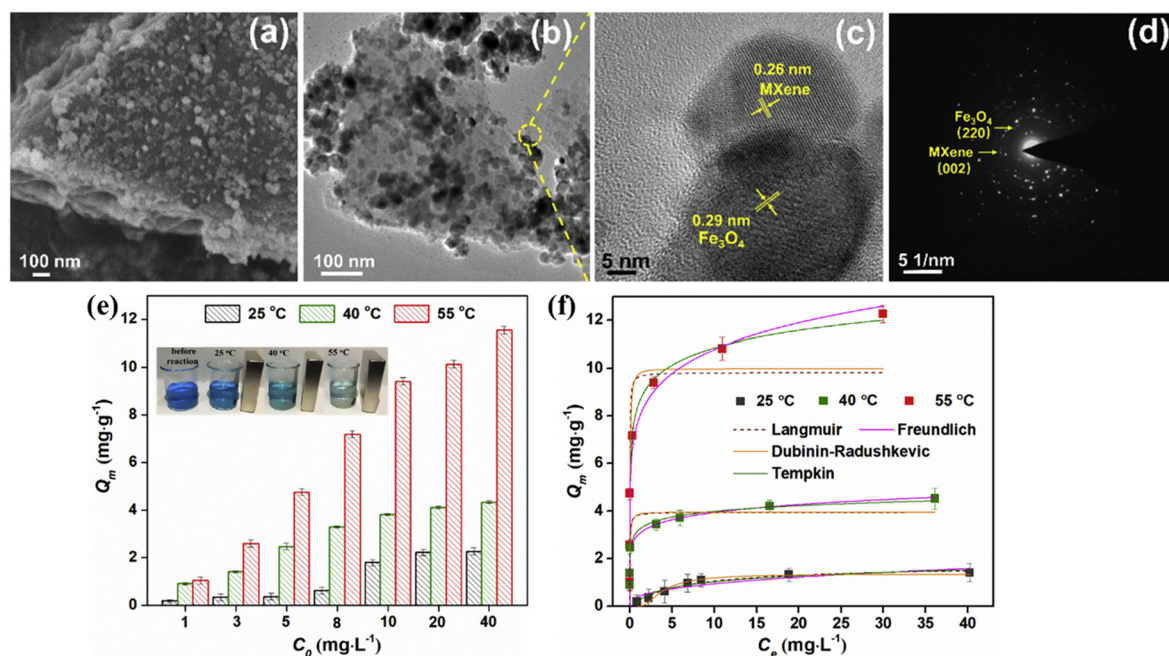 (a)
100 nm
(b)
100 nm
(c)
0.26 nm
MXene
0.29 nm
Fe₃O₄
5 nm
(d)
Fe₃O₄
(220)
MXene
(002)
5 1/nm
(e)
25 °C 40 °C 55 °C
before
reaction
25 °C
40 °C
55 °C
12
10
8
6
4
2
0
Qm (mg·g⁻¹)
1 3 5 8 10 20 40
C₀ (mg·L⁻¹)
(f)
12
10
8
6
4
2
0
Qm (mg·g⁻¹)
25 °C 40 °C 55 °C
Langmuir Freundlich
Dubinin-Radushkevic
Tempkin
0 5 10 15 20 25 30 35 40
Cₑ (mg·L⁻¹)